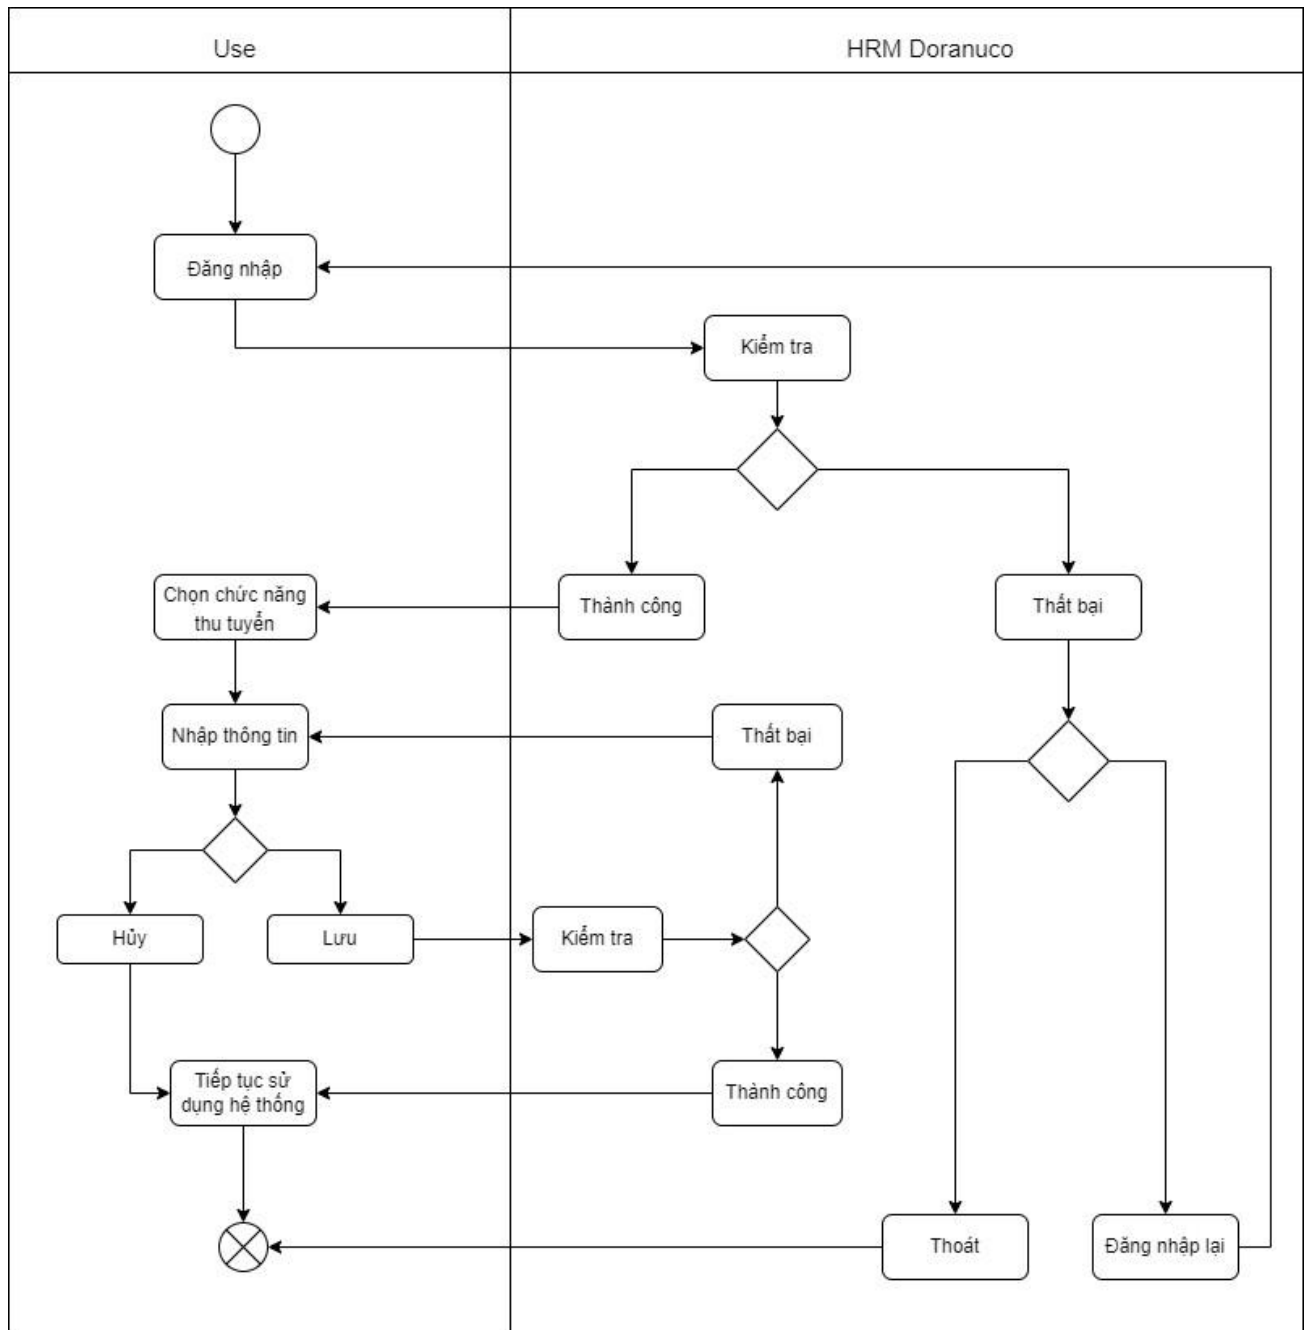 Use
HRM Doranuco
Đăng nhập
Kiểm tra
Chọn chức năng
thu tuyển
Thành công
Thất bại
Nhập thông tin
Thất bại
Hủy
Lưu
Kiểm tra
Tiếp tục sử
dụng hệ thống
Thành công
Thoát
Đăng nhập lại